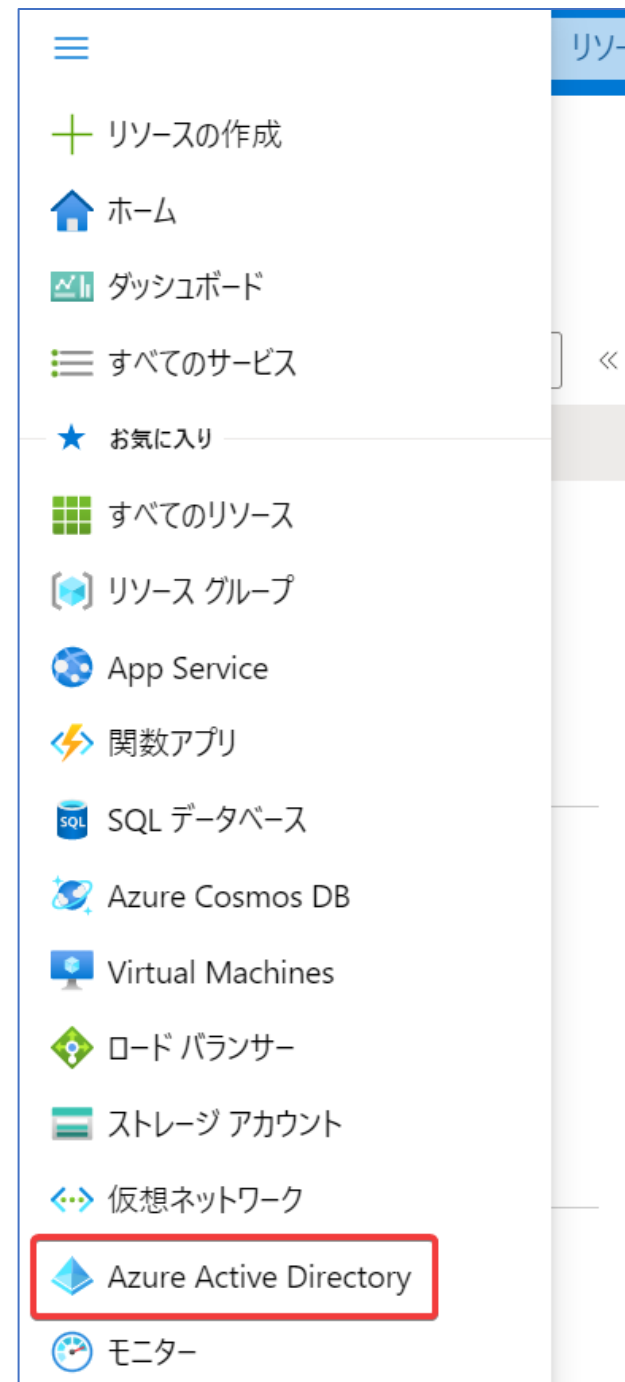 リソー
リソースの作成
ホーム
ダッシュボード
すべてのサービス
お気に入り
すべてのリソース
リソース グループ
App Service
関数アプリ
SQL データベース
Azure Cosmos DB
Virtual Machines
ロード バランサー
ストレージ アカウント
仮想ネットワーク
Azure Active Directory
モニター